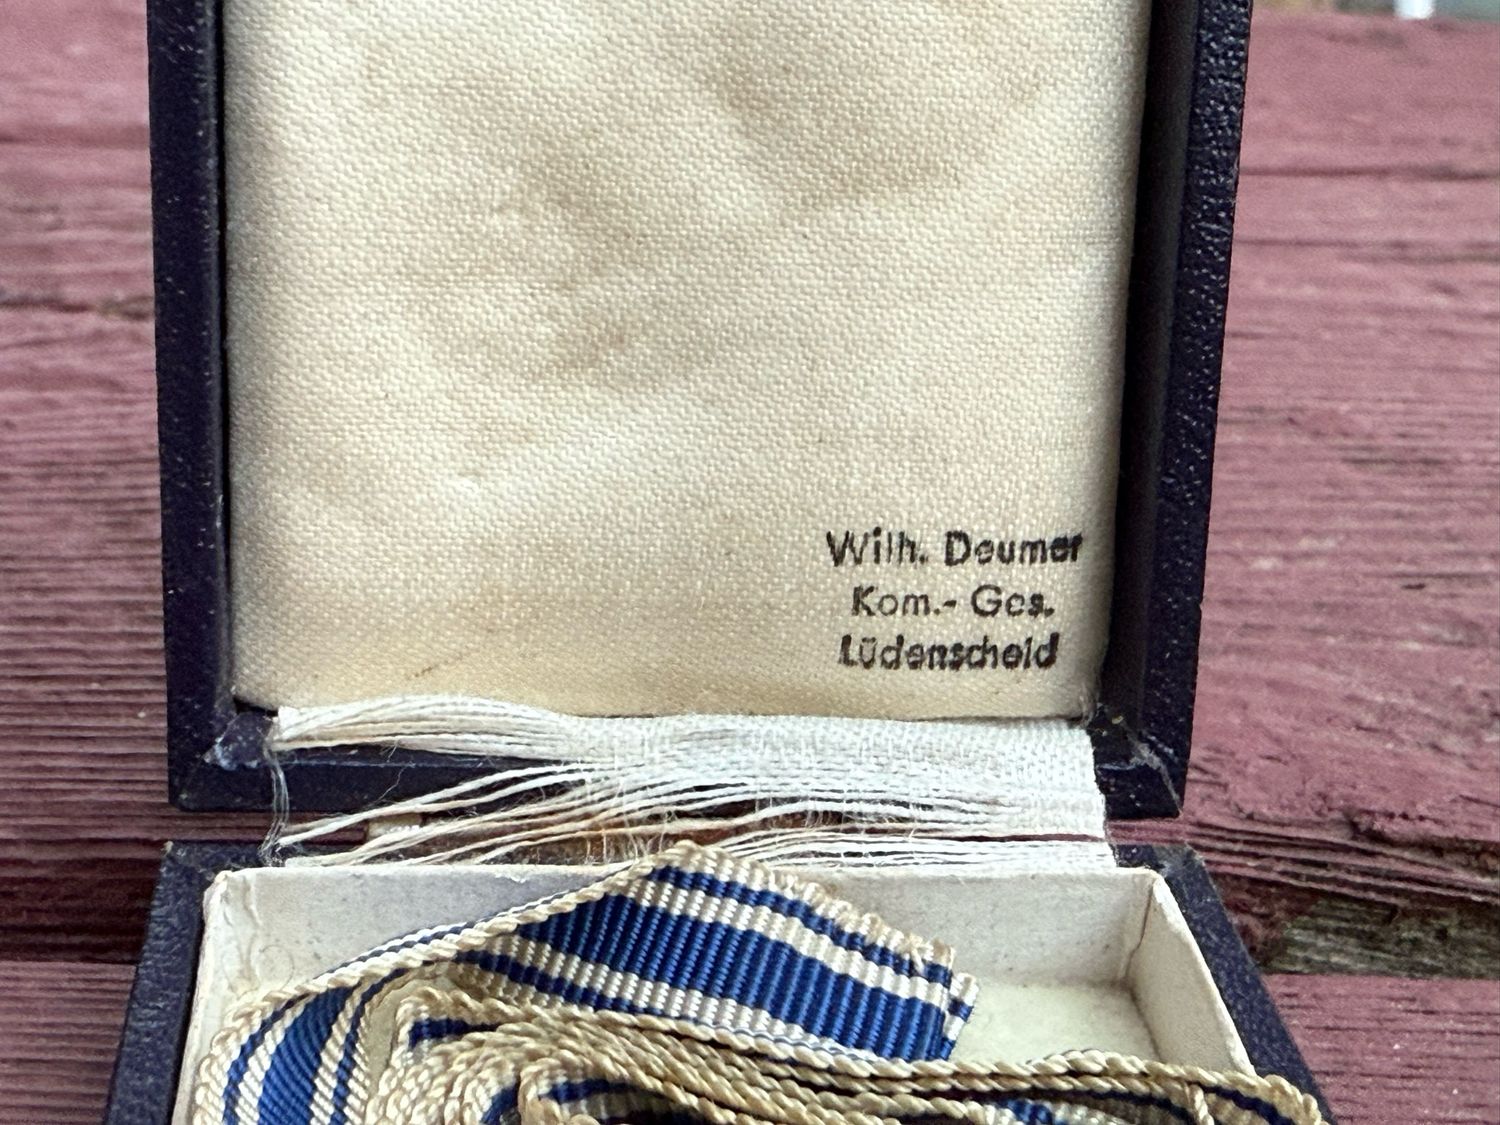 Wilh. Deumer
Kom.- Ges.
Lüdenscheid